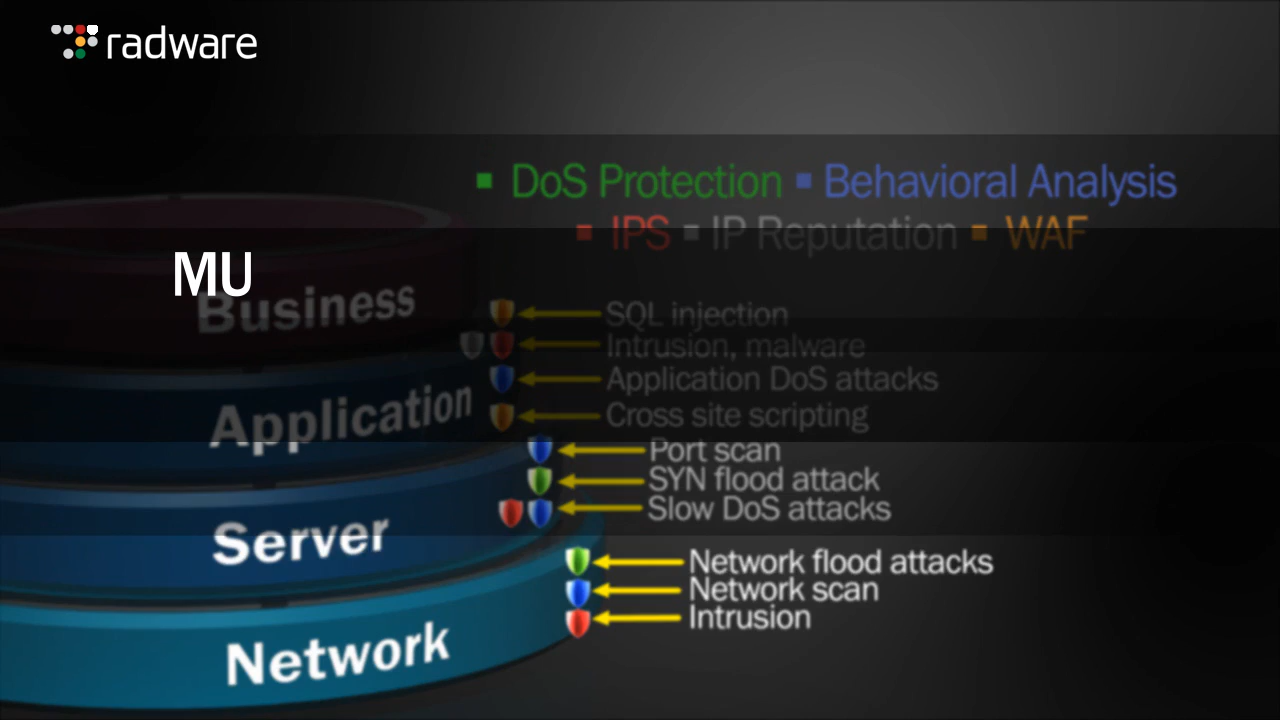 radware
DoS Protection Behavioral Analysis
IPS IP Reputation WAF
MU
Business
SQL injection
Intrusion, malware
Application DoS attacks
Application
Cross site scripting
Port scan
SYN flood attack
Slow DoS attacks
Server
Network flood attacks
Network scan
Intrusion
Network